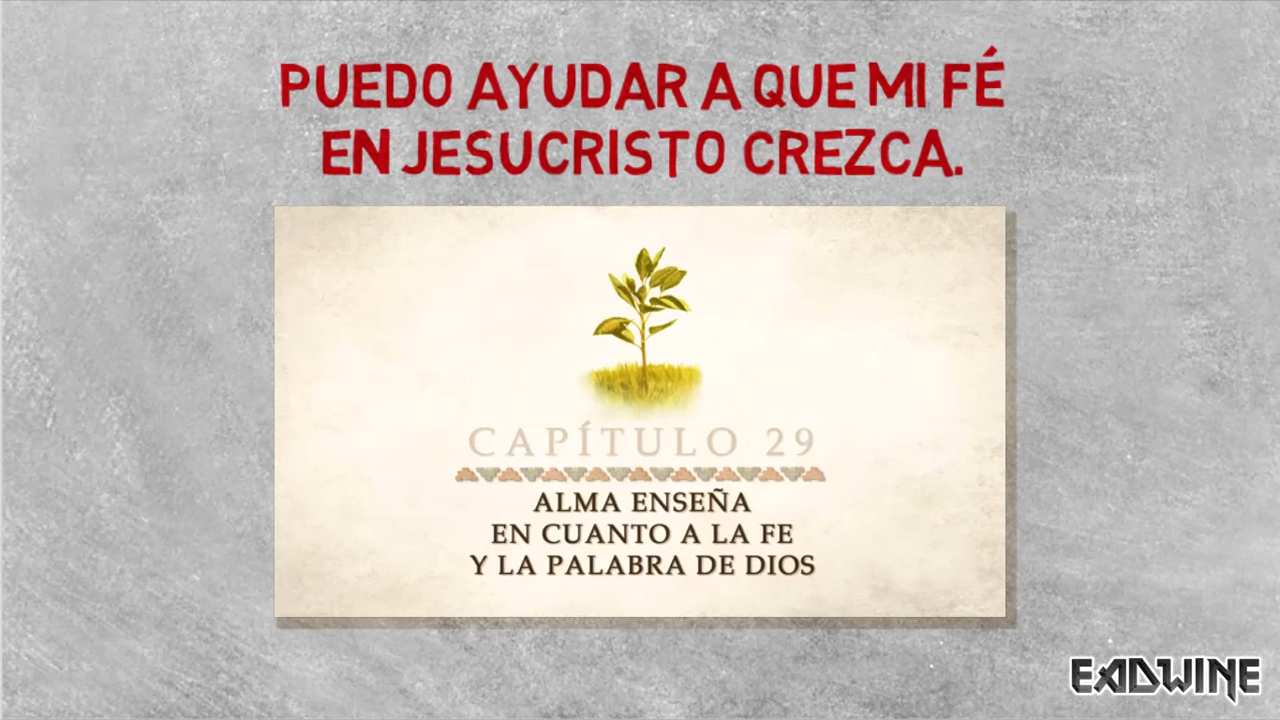 PUEDO AYUDAR A QUE MI FÉ
EN JESUCRISTO CREZCA.
CAPÍTULO 29
ALMA ENSEÑA
EN CUANTO A LA FE
Y LA PALABRA DE DIOS
EADWINE